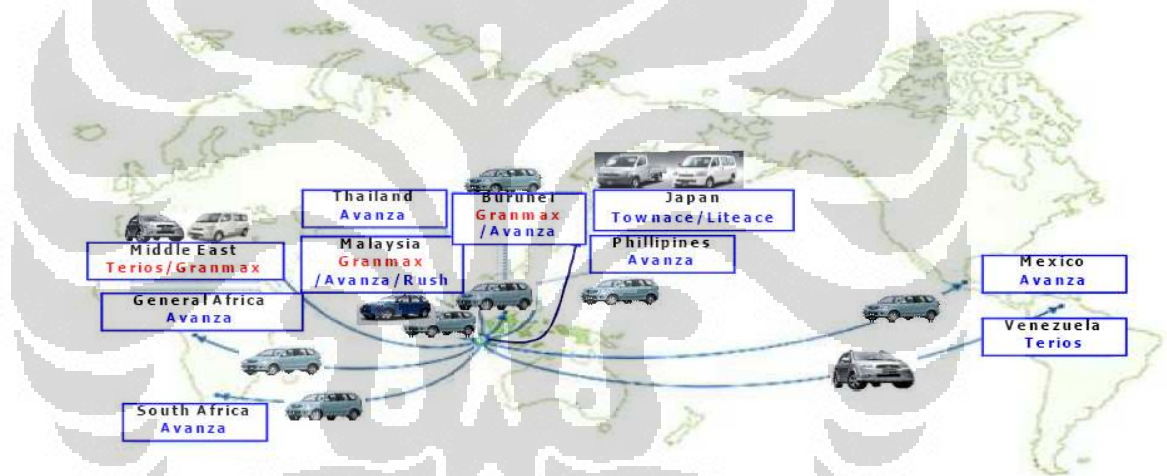 Thailand
Avanza
Burunei
Granmax
/Avanza
Japan
Townace/Liteace
Middle East
Terios/Granmax
Malaysia
Granmax
/Avanza/Rush
Phillipines
Avanza
Mexico
Avanza
General Africa
Avanza
Venezuela
Terios
South Africa
Avanza